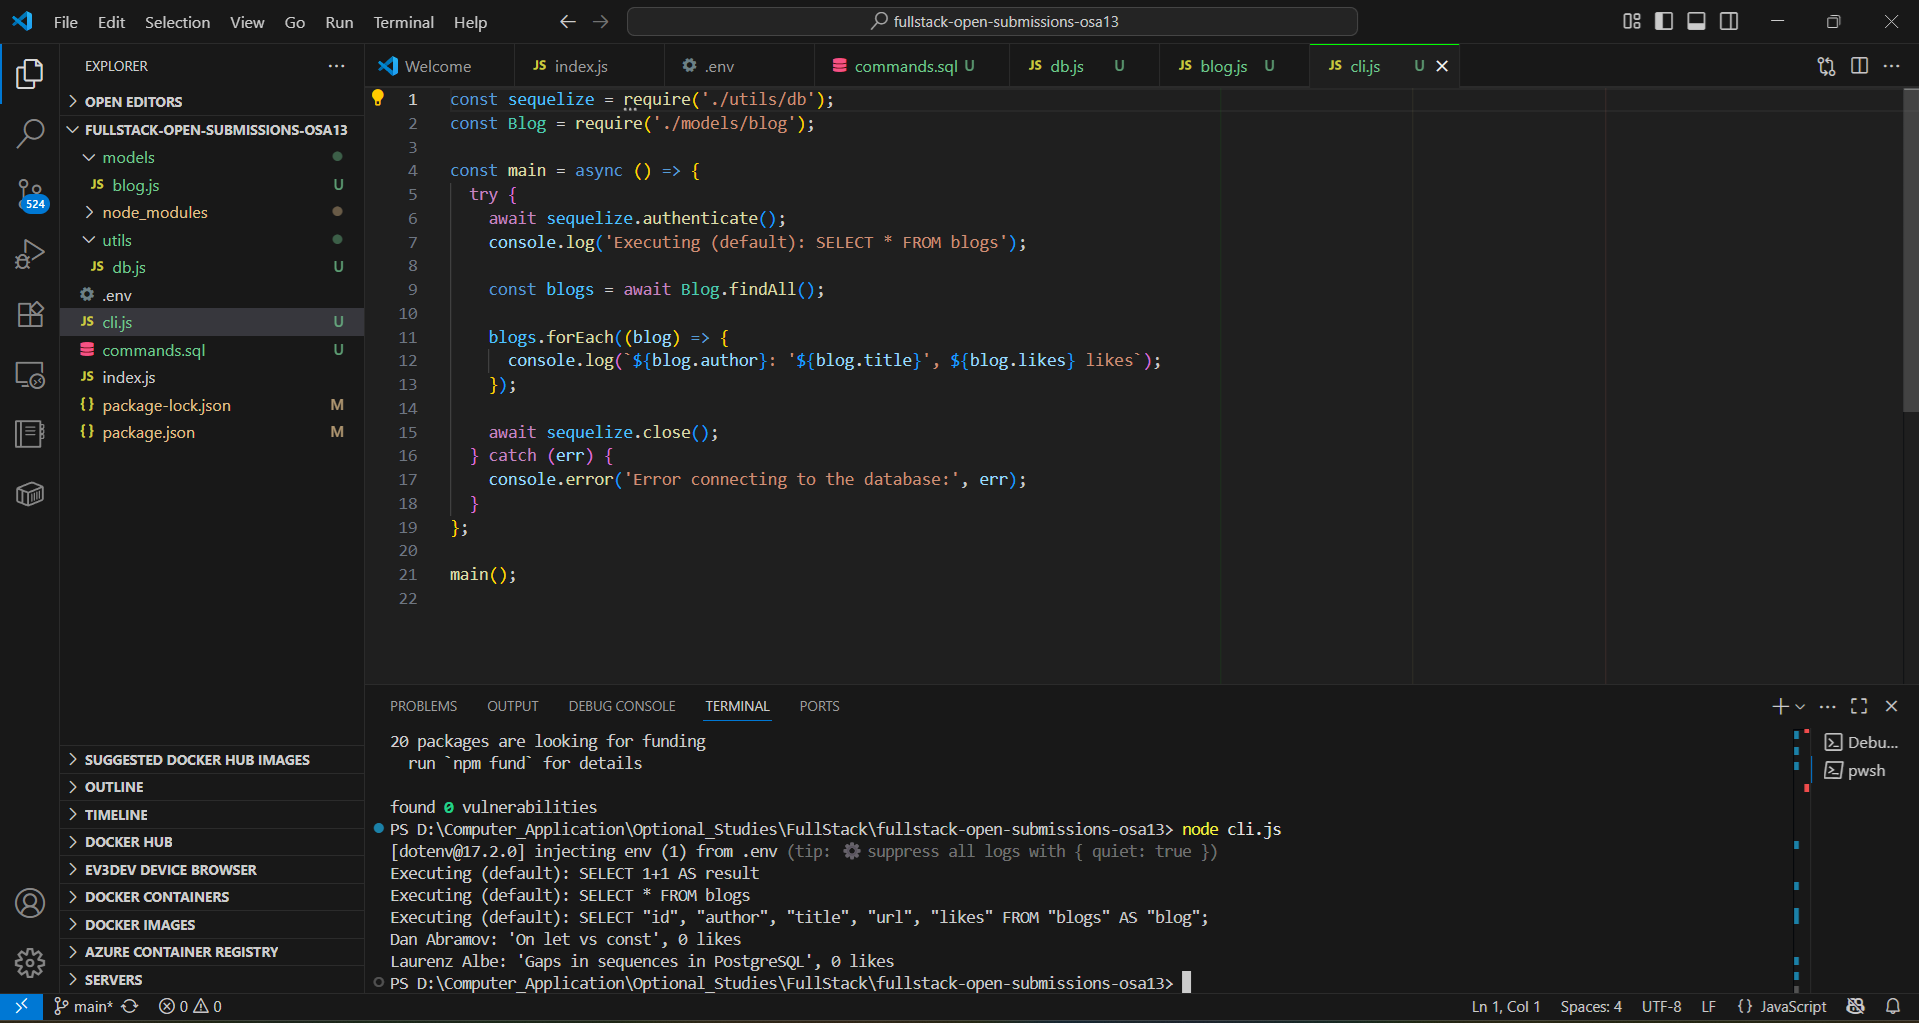 File Edit Selection View Go Run Terminal Help
fullstack-open-submissions-osa13
EXPLORER
OPEN EDITORS
FULLSTACK-OPEN-SUBMISSIONS-OSA13
models
JS blog.js U
node_modules
utils
JS db.js U
.env
JS cli.js U
commands.sql U
JS index.js
{} package-lock.json M
{} package.json M
524
SUGGESTED DOCKER HUB IMAGES
OUTLINE
TIMELINE
DOCKER HUB
EV3DEV DEVICE BROWSER
DOCKER CONTAINERS
DOCKER IMAGES
AZURE CONTAINER REGISTRY
SERVERS
Welcome JS index.js .env commands.sql U JS db.js U JS blog.js U JS cli.js U
1 const sequelize = require('./utils/db');
2 const Blog = require('./models/blog');
3
4 const main = async () => {
5 try {
6 await sequelize.authenticate();
7 console.log('Executing (default): SELECT * FROM blogs');
8
9 const blogs = await Blog.findAll();
10
11 blogs.forEach((blog) => {
12 console.log(`${blog.author}: '${blog.title}', ${blog.likes} likes`);
13 });
14
15 await sequelize.close();
16 } catch (err) {
17 console.error('Error connecting to the database:', err);
18 }
19 };
20
21 main();
22
PROBLEMS OUTPUT DEBUG CONSOLE TERMINAL PORTS
20 packages are looking for funding
run `npm fund` for details
found 0 vulnerabilities
PS D:\Computer_Application\Optional_Studies\FullStack\fullstack-open-submissions-osa13> node cli.js
[dotenv@17.2.0] injecting env (1) from .env (tip: ⚙ suppress all logs with { quiet: true })
Executing (default): SELECT 1+1 AS result
Executing (default): SELECT * FROM blogs
Executing (default): SELECT "id", "author", "title", "url", "likes" FROM "blogs" AS "blog";
Dan Abramov: 'On let vs const', 0 likes
Laurenz Albe: 'Gaps in sequences in PostgreSQL', 0 likes
PS D:\Computer_Application\Optional_Studies\FullStack\fullstack-open-submissions-osa13>
Debu...
pwsh
main* 0 0 Ln 1, Col 1 Spaces: 4 UTF-8 LF {} JavaScript